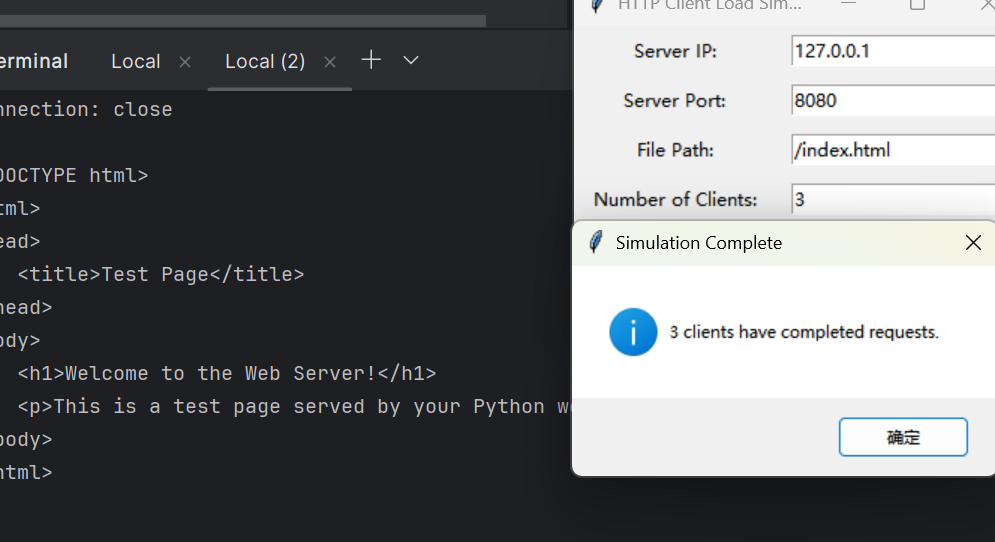 erminal Local Local (2)
nnection: close
DOCTYPE html>
tml>
ead>
<title>Test Page</title>
head>
ody>
<h1>Welcome to the Web Server!</h1>
<p>This is a test page served by your Python w
body>
html>
HTTP Client Load Sim...
Server IP: 127.0.0.1
Server Port: 8080
File Path: /index.html
Number of Clients: 3
Simulation Complete
3 clients have completed requests.
确定